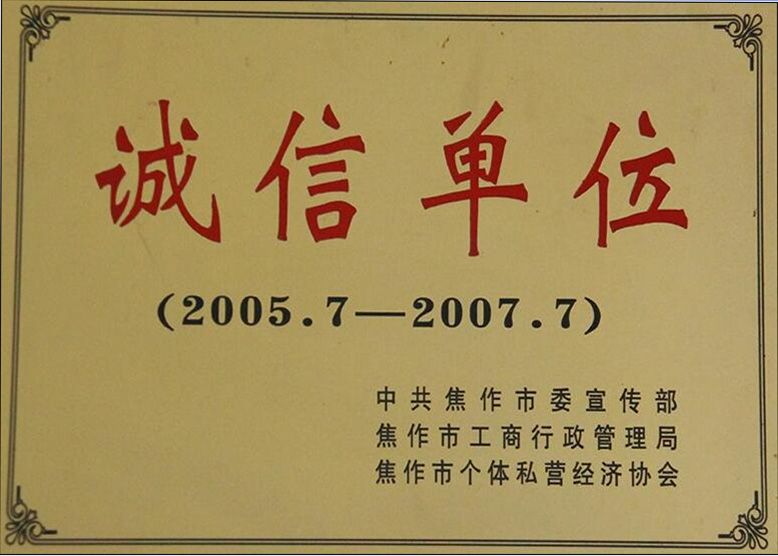 诚信单位
(2005.7—2007.7)
中共焦作市委宣传部
焦作市工商行政管理局
焦作市个体私营经济协会